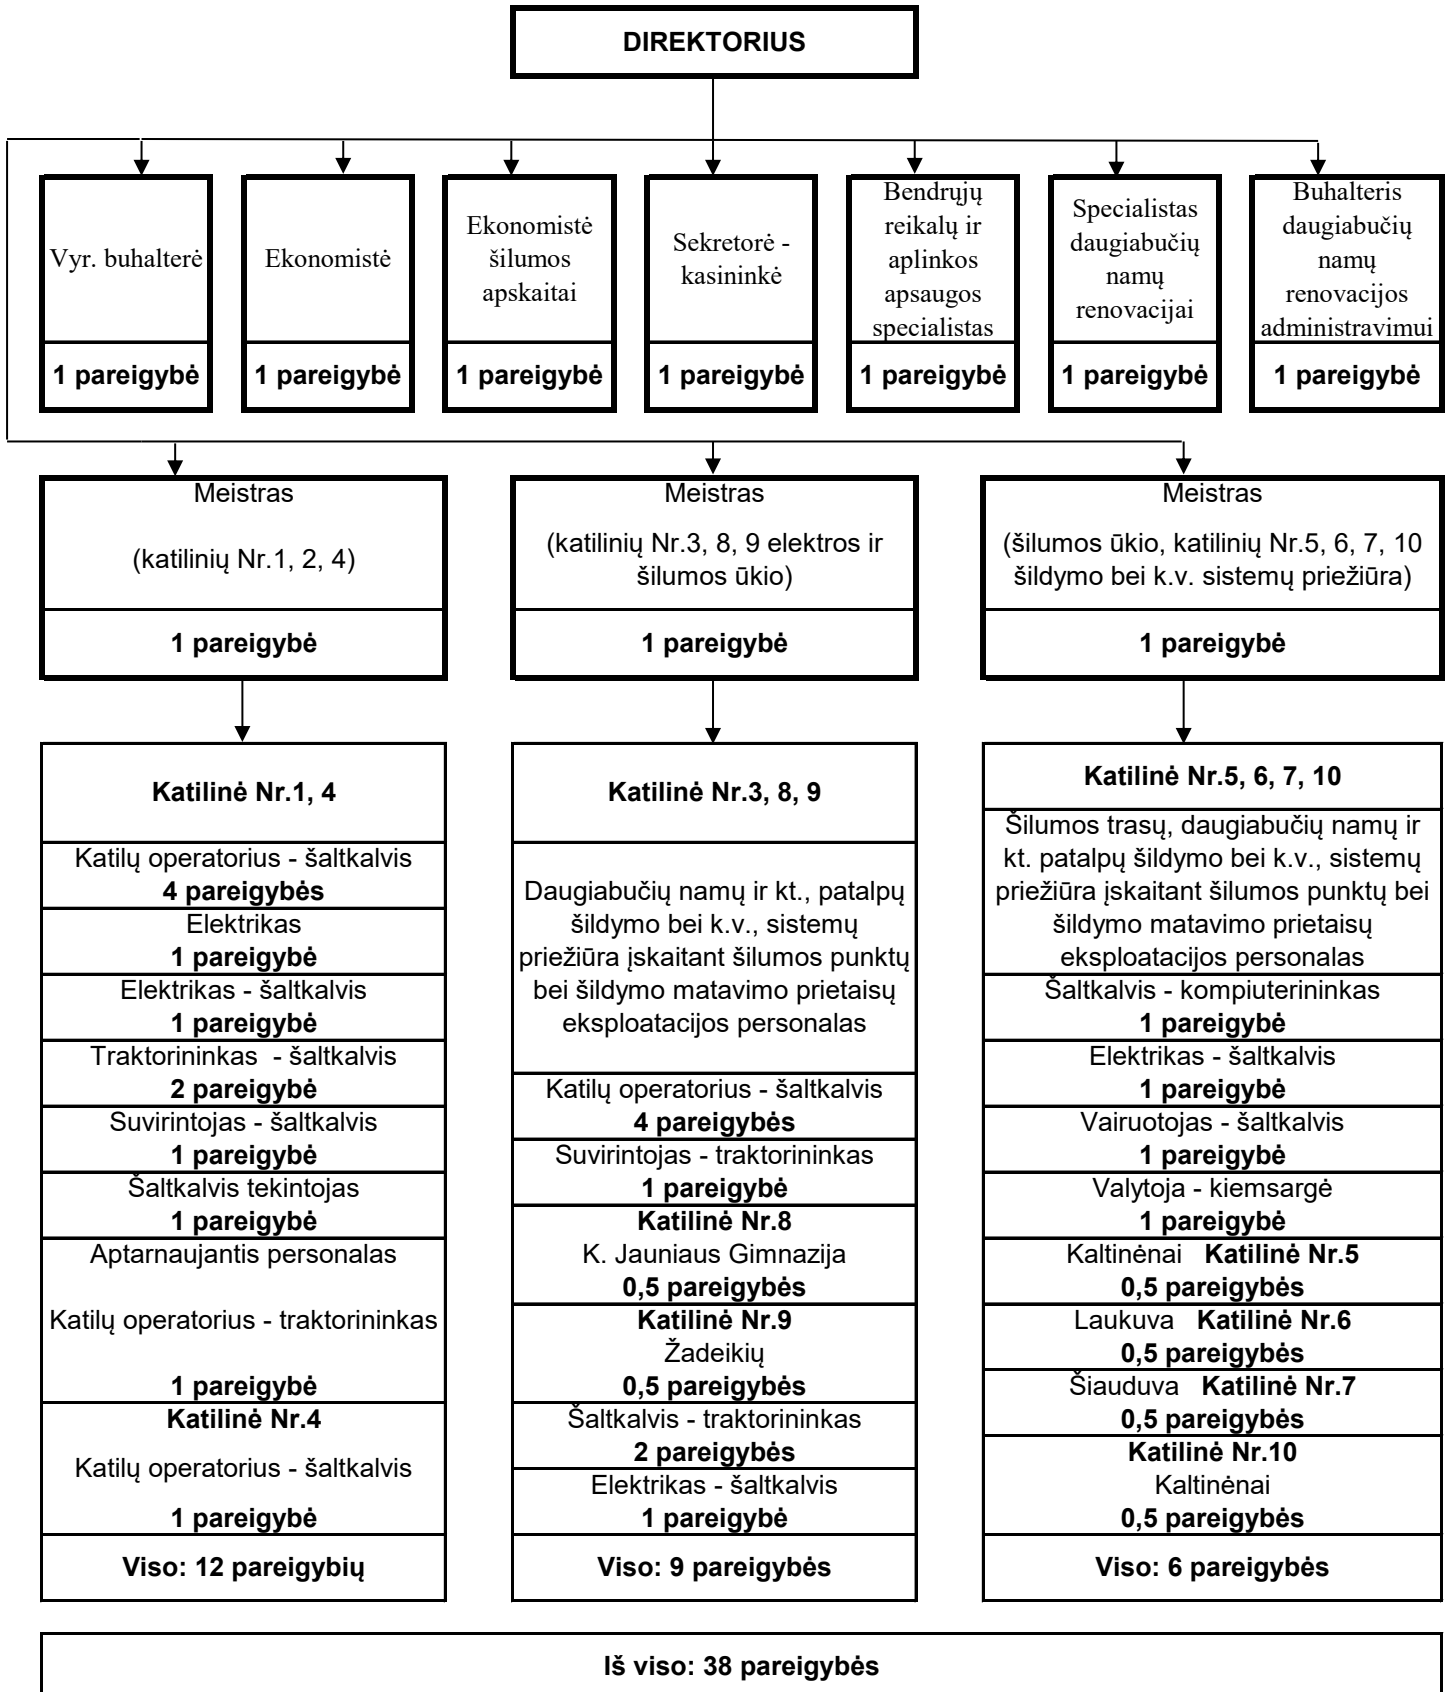 DIREKTORIUS
Vyr. buhalterė
1 pareigybė
Ekonomistė
1 pareigybė
Ekonomistė
šilumos
apskaitai
1 pareigybė
Sekretorė -
kasininkė
1 pareigybė
Bendrųjų
reikalų ir
aplinkos
apsaugos
specialistas
1 pareigybė
Specialistas
daugiabučių
namų
renovacijai
1 pareigybė
Buhalteris
daugiabučių
namų
renovacijos
administravimui
1 pareigybė
Meistras
(katilinių Nr.1, 2, 4)
1 pareigybė
Meistras
(katilinių Nr.3, 8, 9 elektros ir
šilumos ūkio)
1 pareigybė
Meistras
(šilumos ūkio, katilinių Nr.5, 6, 7, 10
šildymo bei k.v. sistemų priežiūra)
1 pareigybė
Katilinė Nr.1, 4
Katilų operatorius - šaltkalvis
4 pareigybės
Elektrikas
1 pareigybė
Elektrikas - šaltkalvis
1 pareigybė
Traktorininkas  - šaltkalvis
2 pareigybė
Suvirintojas - šaltkalvis
1 pareigybė
Šaltkalvis tekintojas
1 pareigybė
Aptarnaujantis personalas
Katilų operatorius - traktorininkas
1 pareigybė
Katilinė Nr.4
Katilų operatorius - šaltkalvis
1 pareigybė
Viso: 12 pareigybių
Katilinė Nr.3, 8, 9
Daugiabučių namų ir kt., patalpų
šildymo bei k.v., sistemų
priežiūra įskaitant šilumos punktų
bei šildymo matavimo prietaisų
eksploatacijos personalas
Katilų operatorius - šaltkalvis
4 pareigybės
Suvirintojas - traktorininkas
1 pareigybė
Katilinė Nr.8
K. Jauniaus Gimnazija
0,5 pareigybės
Katilinė Nr.9
Žadeikių
0,5 pareigybės
Šaltkalvis - traktorininkas
2 pareigybės
Elektrikas - šaltkalvis
1 pareigybė
Viso: 9 pareigybės
Katilinė Nr.5, 6, 7, 10
Šilumos trasų, daugiabučių namų ir
kt. patalpų šildymo bei k.v., sistemų
priežiūra įskaitant šilumos punktų bei
šildymo matavimo prietaisų
eksploatacijos personalas
Šaltkalvis - kompiuterininkas
1 pareigybė
Elektrikas - šaltkalvis
1 pareigybė
Vairuotojas - šaltkalvis
1 pareigybė
Valytoja - kiemsargė
1 pareigybė
Kaltinėnai   Katilinė Nr.5
0,5 pareigybės
Laukuva   Katilinė Nr.6
0,5 pareigybės
Šiauduva   Katilinė Nr.7
0,5 pareigybės
Katilinė Nr.10
Kaltinėnai
0,5 pareigybės
Viso: 6 pareigybės
Iš viso: 38 pareigybės